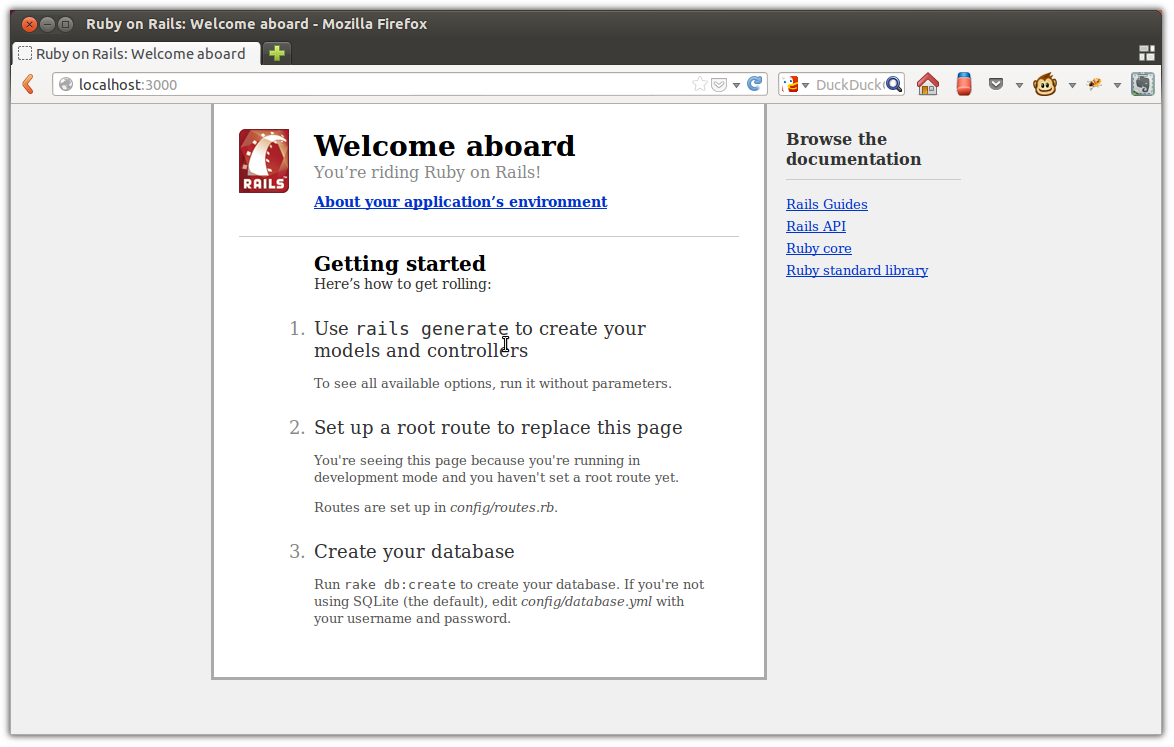 Ruby on Rails: Welcome aboard - Mozilla Firefox
Ruby on Rails: Welcome aboard
localhost:3000
DuckDuck
RAILS
Welcome aboard
You’re riding Ruby on Rails!
About your application’s environment
Getting started
Here’s how to get rolling:
1. Use rails generate to create your
models and controllers
To see all available options, run it without parameters.
2. Set up a root route to replace this page
You're seeing this page because you're running in
development mode and you haven't set a root route yet.
Routes are set up in config/routes.rb.
3. Create your database
Run rake db:create to create your database. If you're not
using SQLite (the default), edit config/database.yml with
your username and password.
Browse the
documentation
Rails Guides
Rails API
Ruby core
Ruby standard library